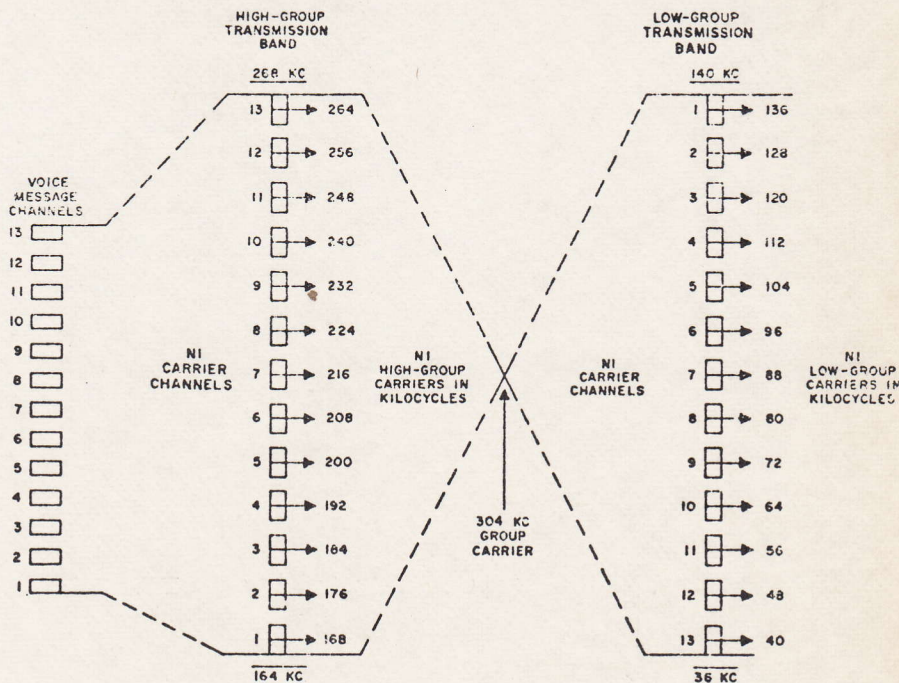 HIGH-GROUP
TRANSMISSION
BAND
268 KC
LOW-GROUP
TRANSMISSION
BAND
140 KC
VOICE
MESSAGE
CHANNELS
13
12
11
10
9
8
7
6
5
4
3
2
1
13 264
12 256
11 248
10 240
9 232
8 224
7 216
6 208
5 200
4 192
3 184
2 176
1 168
164 KC
N1
CARRIER
CHANNELS
N1
HIGH-GROUP
CARRIERS IN
KILOCYCLES
304 KC
GROUP
CARRIER
N1
CARRIER
CHANNELS
1 136
2 128
3 120
4 112
5 104
6 96
7 88
8 80
9 72
10 64
11 56
12 48
13 40
36 KC
N1
LOW-GROUP
CARRIERS IN
KILOCYCLES